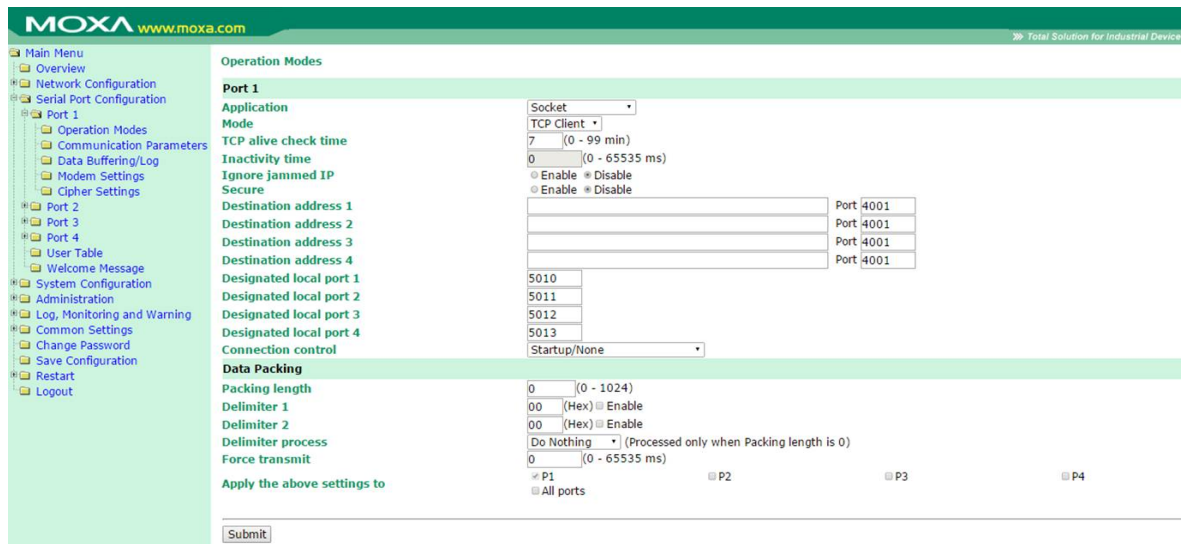 MOXA www.moxa.com
Total Solution for Industrial Device
Main Menu
Overview
Network Configuration
Serial Port Configuration
Port 1
Operation Modes
Communication Parameters
Data Buffering/Log
Modem Settings
Cipher Settings
Port 2
Port 3
Port 4
User Table
Welcome Message
System Configuration
Administration
Log, Monitoring and Warning
Common Settings
Change Password
Save Configuration
Restart
Logout
Operation Modes
Port 1
Application Socket
Mode TCP Client
TCP alive check time 7 (0 - 99 min)
Inactivity time 0 (0 - 65535 ms)
Ignore jammed IP Enable Disable
Secure Enable Disable
Destination address 1 Port 4001
Destination address 2 Port 4001
Destination address 3 Port 4001
Destination address 4 Port 4001
Designated local port 1 5010
Designated local port 2 5011
Designated local port 3 5012
Designated local port 4 5013
Connection control Startup/None
Data Packing
Packing length 0 (0 - 1024)
Delimiter 1 00 (Hex) Enable
Delimiter 2 00 (Hex) Enable
Delimiter process Do Nothing (Processed only when Packing length is 0)
Force transmit 0 (0 - 65535 ms)
Apply the above settings to P1 P2 P3 P4
All ports
Submit